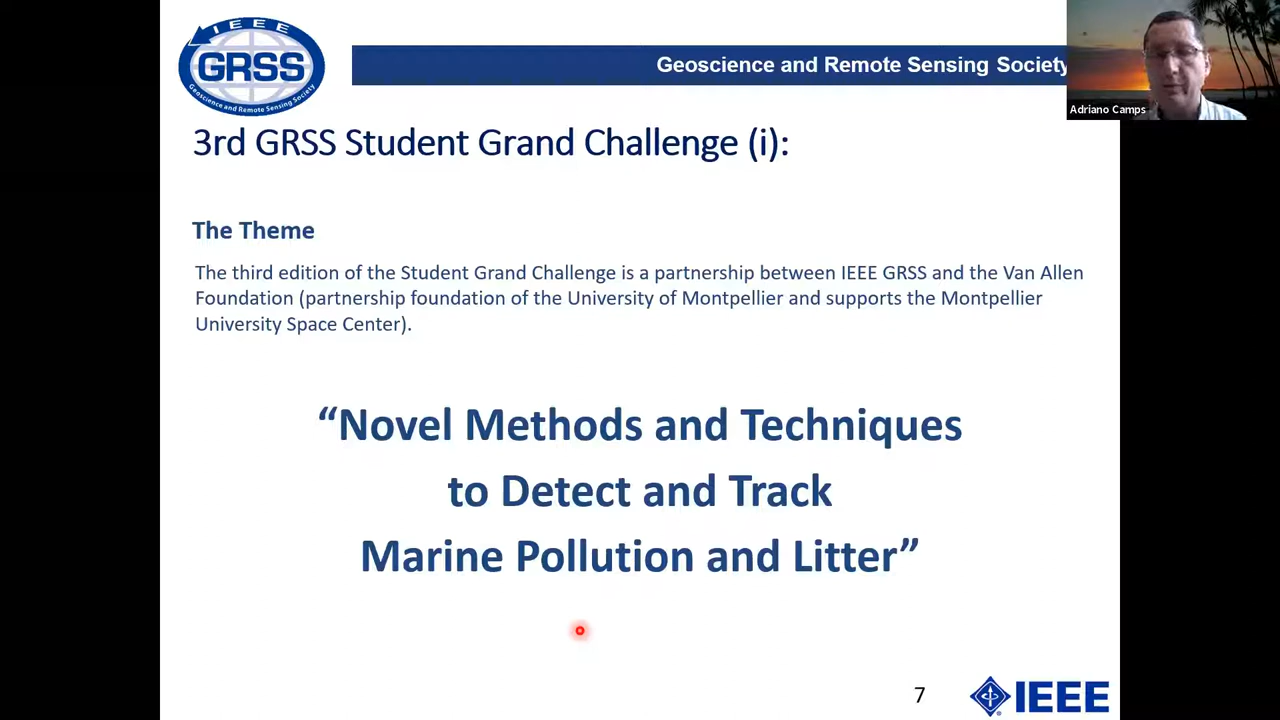 IEEE
GRSS
Geoscience and Remote Sensing Society
Geoscience and Remote Sensing Society
Adriano Camps
3rd GRSS Student Grand Challenge (i):
The Theme
The third edition of the Student Grand Challenge is a partnership between IEEE GRSS and the Van Allen
Foundation (partnership foundation of the University of Montpellier and supports the Montpellier
University Space Center).
“Novel Methods and Techniques
to Detect and Track
Marine Pollution and Litter”
7
IEEE